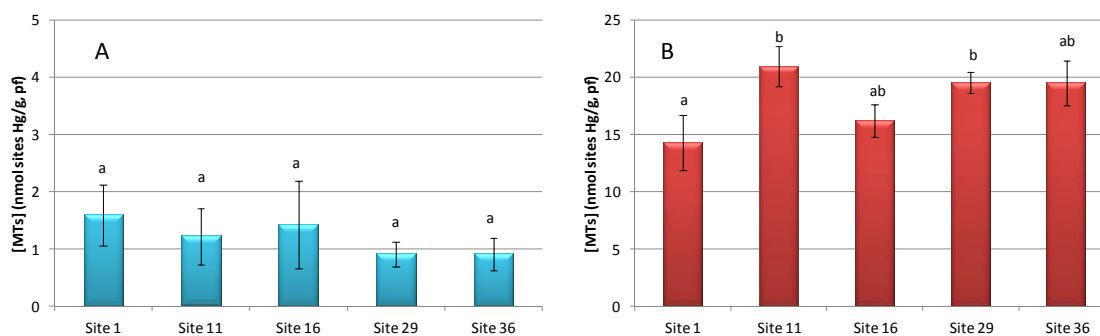 [MTs] (nmol sites Hg/g, pf)
5
4
3
2
1
0
A
a
a
a
a
a
Site 1
Site 11
Site 16
Site 29
Site 36
[MTs] (nmol sites Hg/g, pf)
25
20
15
10
5
0
B
a
b
ab
b
ab
Site 1
Site 11
Site 16
Site 29
Site 36